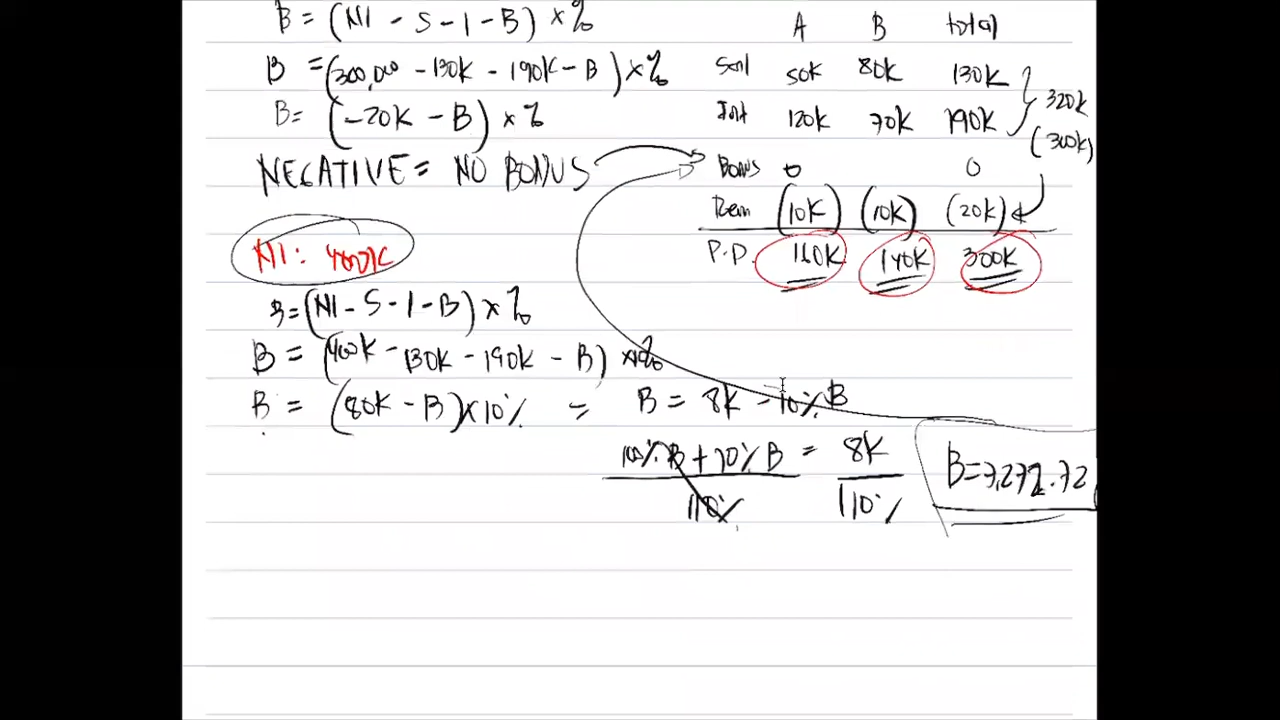 B = (NI - S - I - B) x %
B = (300,000 - 130K - 190K - B) x %
B = (-20K - B) x %
NEGATIVE = NO BONUS
A B total
Sal 50K 80K 130K
Int 120K 70K 190K
320K
(300K)
Bonus 0 0
Rem (10K) (10K) (20K)
P.D. 160K 140K 300K
NI: 400K
B = (NI - S - I - B) x %
B = (400K - 130K - 190K - B) x 10%
B = (80K - B) x 10% = B = 8K - 10% B
100% B + 10% B = 8K
110% 110%
B = 7,272.72